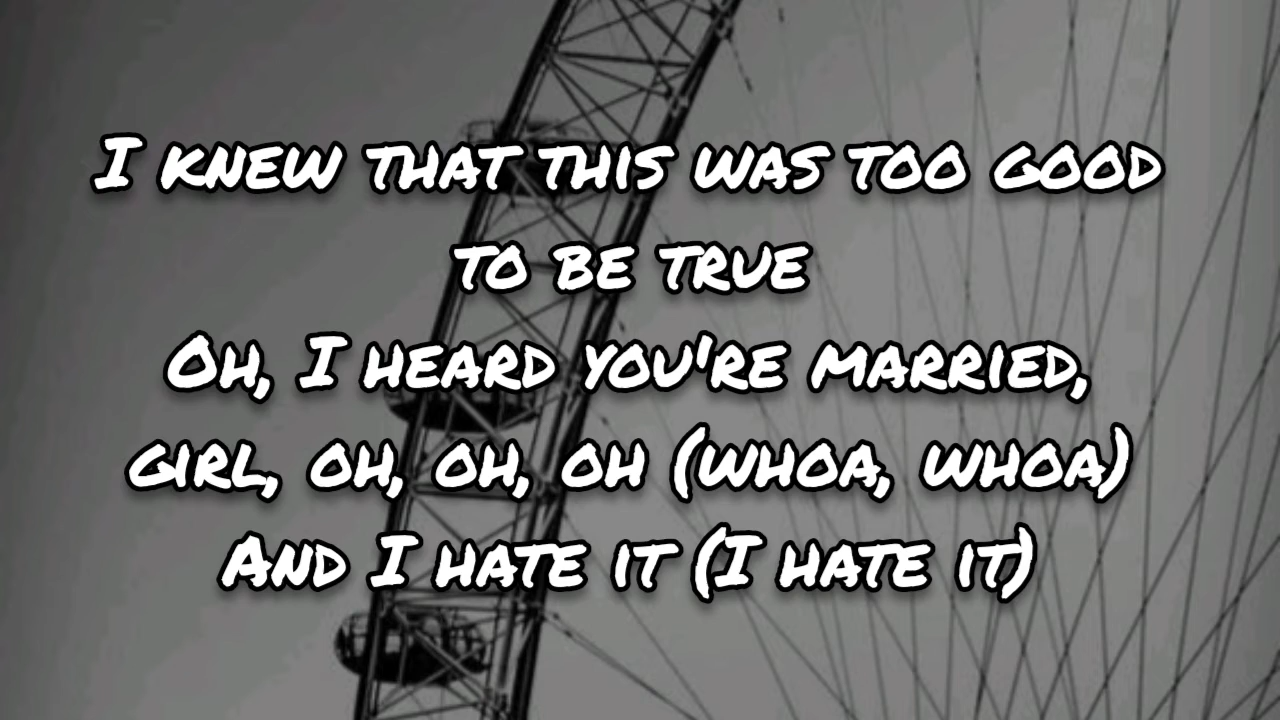 I knew that this was too good
to be true
Oh, I heard you're married,
girl, oh, oh, oh (whoa, whoa)
And I hate it (I hate it)